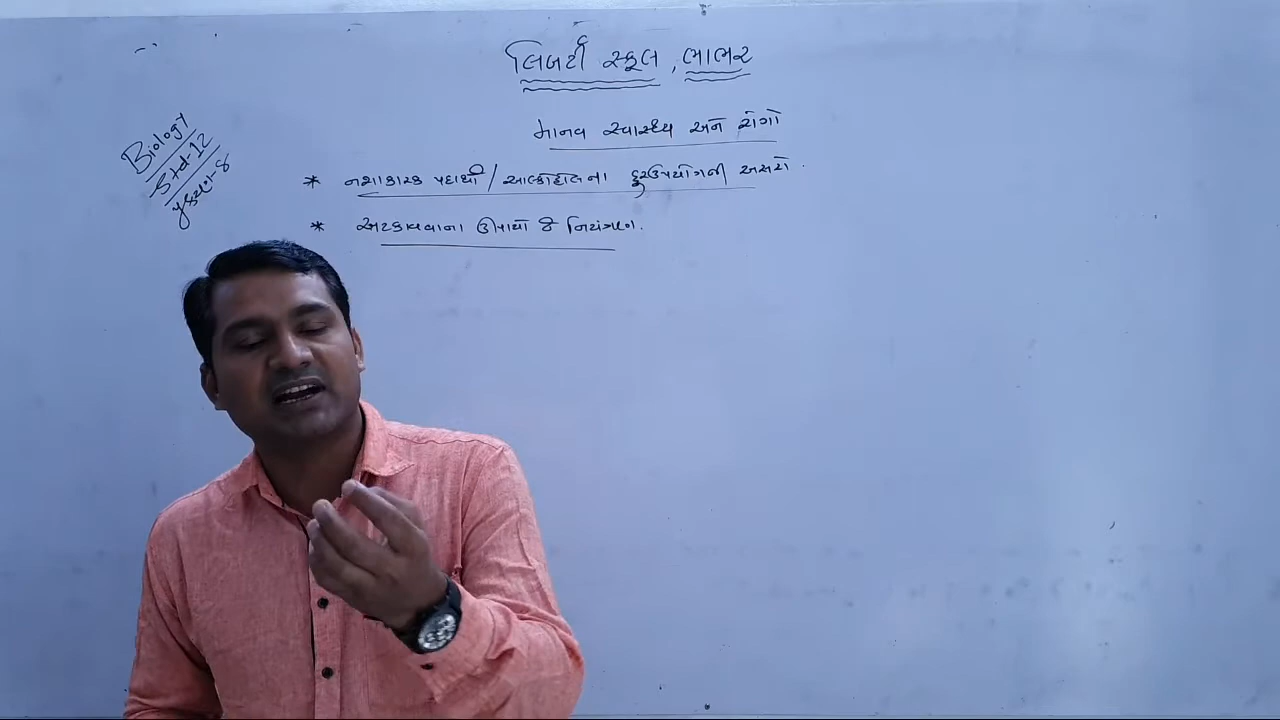 લિબર્ટી સ્કૂલ, ભાભર
માનવ સ્વાસ્થ્ય અને રોગો
Biology
Std-12
પ્રકરણ-8
* નશાકારક પદાર્થો/આલ્કોહોલના દૂરઉપયોગની અસરો.
* અટકાવવાના ઉપાયો & નિયંત્રણ.